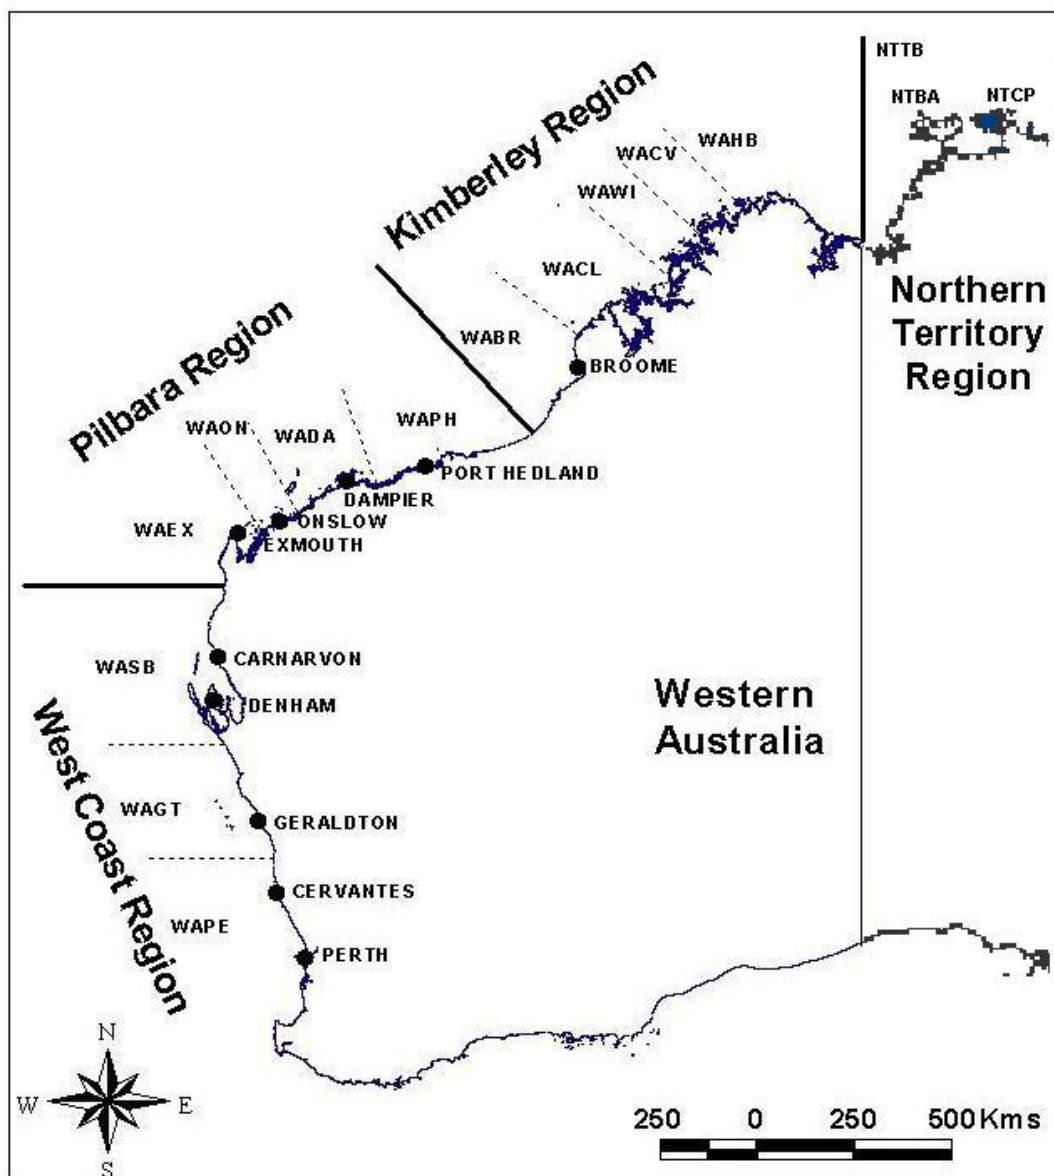 NTTB
NTBA
NTCP
Kimberley Region
WAHB
WACV
WAWI
WACL
WABR
BROOME
Northern
Territory
Region
Pilbara Region
WAPH
WADA
WAON
PORT HEDLAND
DAMPIER
ONSLOW
WAEX
EXMOUTH
WASB
CARNARVON
DENHAM
Western
Australia
West Coast Region
WAGT
GERALDTON
CERVANTES
WAPE
PERTH
N
W
E
S
250 0 250 500Kms